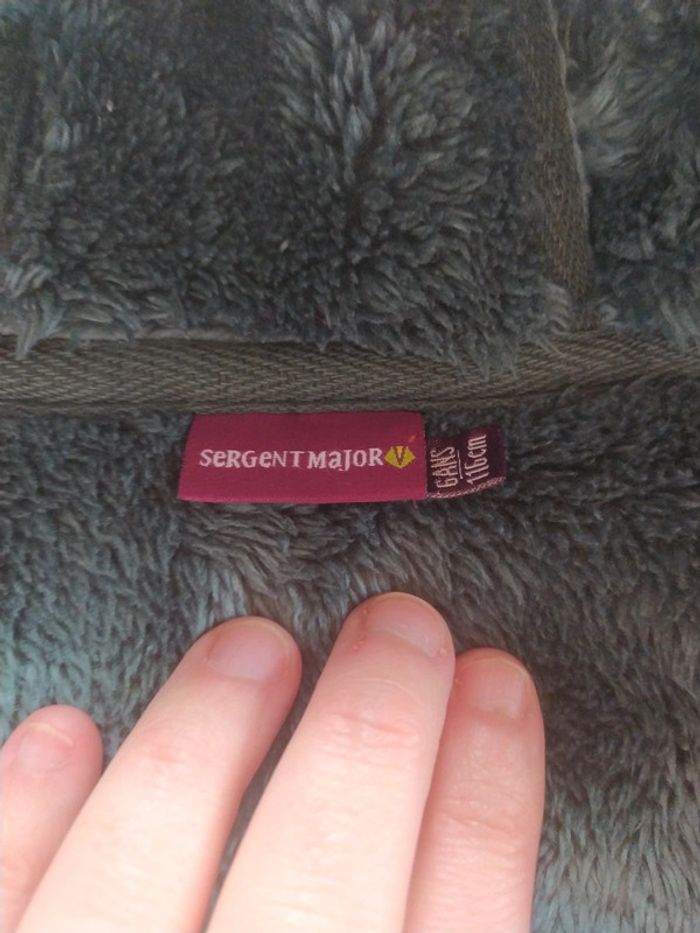 SeRGeNT MaJOR
6ANS
116cm